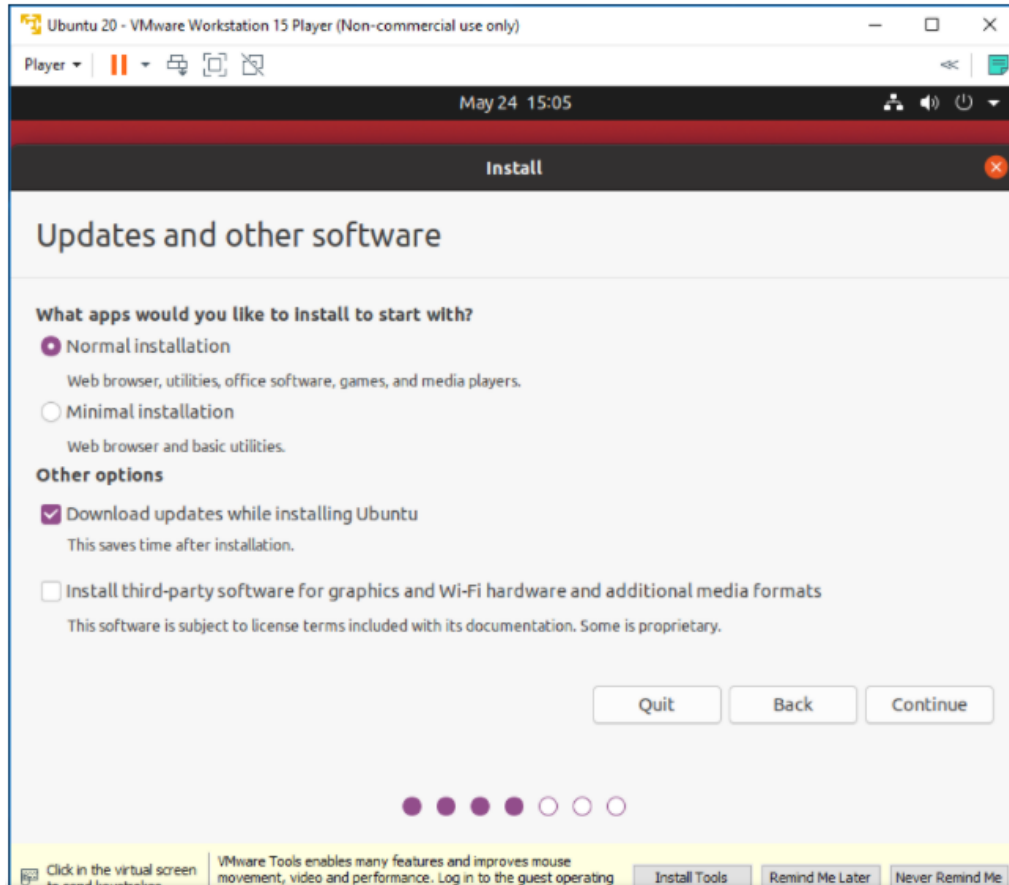 Ubuntu 20 - VMware Workstation 15 Player (Non-commercial use only)
Player
May 24 15:05
Install
Updates and other software
What apps would you like to install to start with?
Normal installation
Web browser, utilities, office software, games, and media players.
Minimal installation
Web browser and basic utilities.
Other options
Download updates while installing Ubuntu
This saves time after installation.
Install third-party software for graphics and Wi-Fi hardware and additional media formats
This software is subject to license terms included with its documentation. Some is proprietary.
Quit Back Continue
Click in the virtual screen
to send keystrokes
VMware Tools enables many features and improves mouse
movement, video and performance. Log in to the guest operating
Install Tools Remind Me Later Never Remind Me